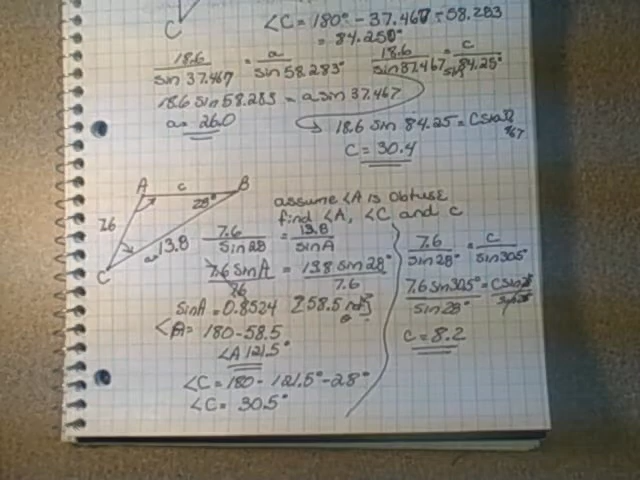 C
∠C = 180° - 37.467 - 58.283
= 84.250°
18.6 / sin 37.467 = a / sin 58.283° 18.6 / sin 37.467 = c / sin 84.25°
18.6 sin 58.283 = a sin 37.467
a = 26.0
18.6 sin 84.25 = C sin 37.467
C = 30.4
A c B
28°
7.6
13.8
a
C
assume ∠A is obtuse
find ∠A, ∠C and c
7.6 / sin 28 = 13.8 / sin A
7.6 sin A / 7.6 = 13.8 sin 28° / 7.6
sin A = 0.8524 [58.5 not]
∠A = 180 - 58.5
∠A 121.5°
∠C = 180 - 121.5° - 28°
∠C = 30.5°
7.6 / sin 28° = c / sin 30.5°
7.6 sin 30.5° / sin 28° = c sin 28° / sin 28°
c = 8.2